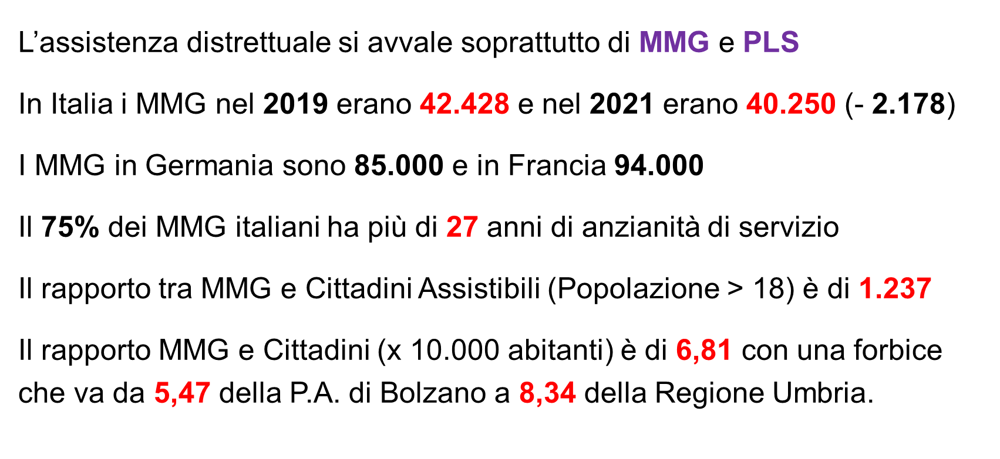 L’assistenza distrettuale si avvale soprattutto di MMG e PLS
In Italia i MMG nel 2019 erano 42.428 e nel 2021 erano 40.250 (- 2.178)
I MMG in Germania sono 85.000 e in Francia 94.000
Il 75% dei MMG italiani ha più di 27 anni di anzianità di servizio
Il rapporto tra MMG e Cittadini Assistibili (Popolazione > 18) è di 1.237
Il rapporto MMG e Cittadini (x 10.000 abitanti) è di 6,81 con una forbice
che va da 5,47 della P.A. di Bolzano a 8,34 della Regione Umbria.